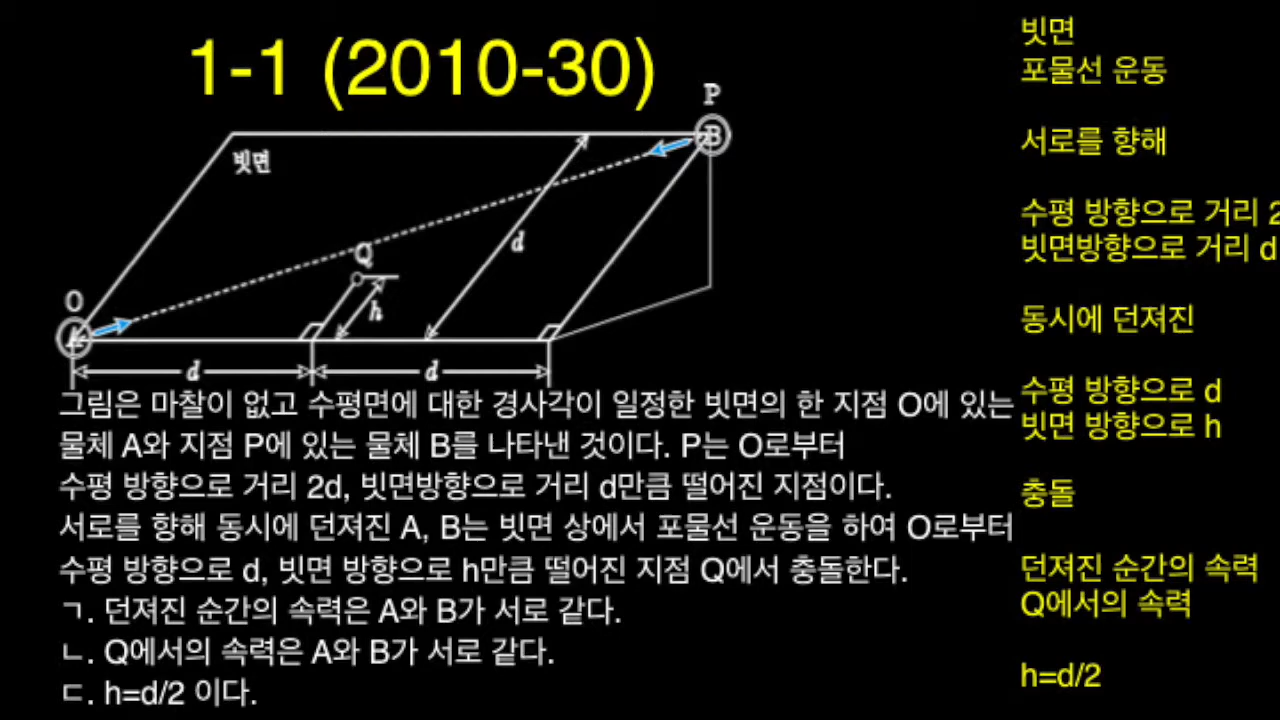 1-1 (2010-30)
P
B
빗면
d
Q
h
O
d
d
그림은 마찰이 없고 수평면에 대한 경사각이 일정한 빗면의 한 지점 O에 있는
물체 A와 지점 P에 있는 물체 B를 나타낸 것이다. P는 O로부터
수평 방향으로 거리 2d, 빗면방향으로 거리 d만큼 떨어진 지점이다.
서로를 향해 동시에 던져진 A, B는 빗면 상에서 포물선 운동을 하여 O로부터
수평 방향으로 d, 빗면 방향으로 h만큼 떨어진 지점 Q에서 충돌한다.
ㄱ. 던져진 순간의 속력은 A와 B가 서로 같다.
ㄴ. Q에서의 속력은 A와 B가 서로 같다.
ㄷ. h=d/2 이다.
빗면
포물선 운동
서로를 향해
수평 방향으로 거리 2
빗면방향으로 거리 d
동시에 던져진
수평 방향으로 d
빗면 방향으로 h
충돌
던져진 순간의 속력
Q에서의 속력
h=d/2